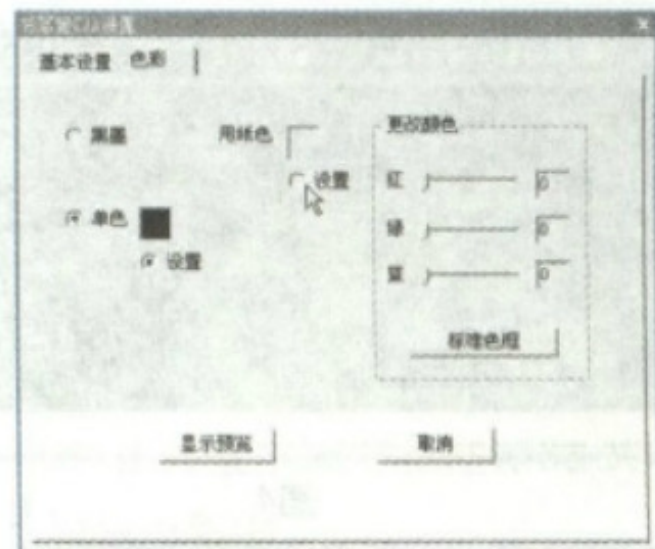 基本设置 色彩
黑墨 用纸色 更改颜色
设置 红 0
单色 绿 0
设置 蓝 0
标准色框
显示预览 取消